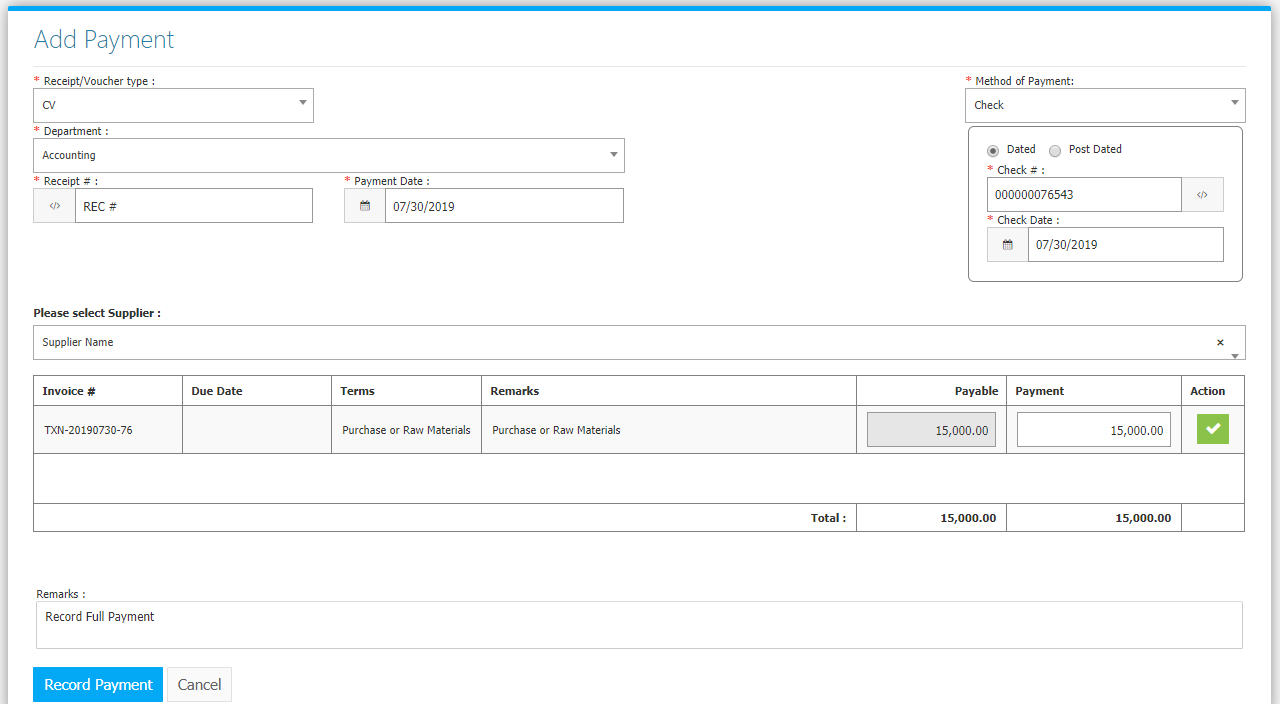 Add Payment
* Receipt/Voucher type :
* Method of Payment:
CV
Check
* Department :
Accounting
Dated Post Dated
* Receipt # :
* Payment Date :
REC #
07/30/2019
* Check # :
000000076543
* Check Date :
07/30/2019
Please select Supplier :
Supplier Name
Invoice # Due Date Terms Remarks Payable Payment Action
TXN-20190730-76 Purchase or Raw Materials Purchase or Raw Materials 15,000.00 15,000.00
Total : 15,000.00 15,000.00
Remarks :
Record Full Payment
Record Payment Cancel